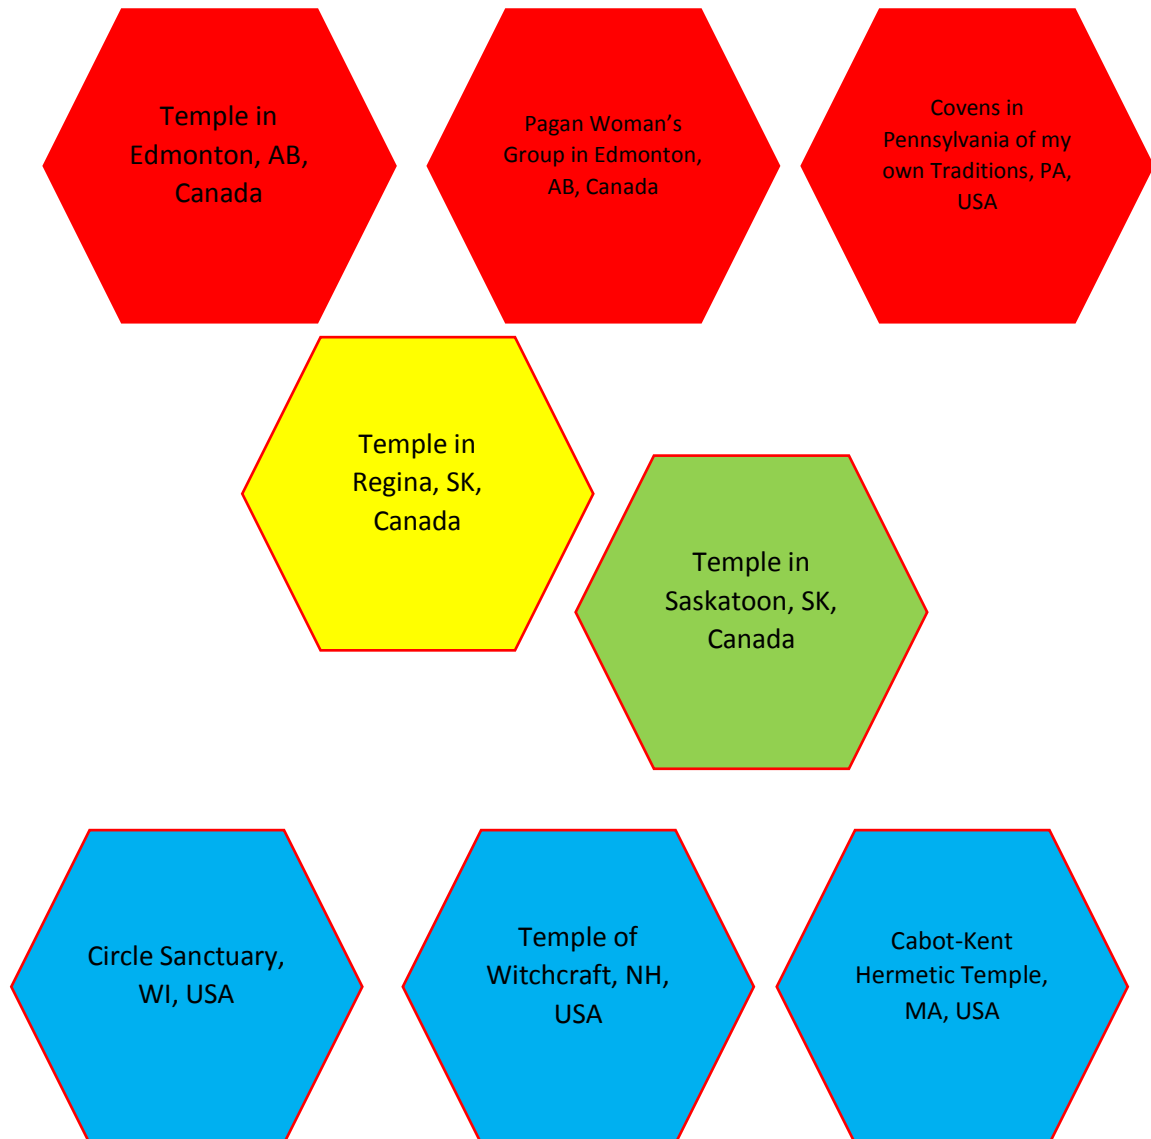 Temple in
Edmonton, AB,
Canada
Pagan Woman’s
Group in Edmonton,
AB, Canada
Covens in
Pennsylvania of my
own Traditions, PA,
USA
Temple in
Regina, SK,
Canada
Temple in
Saskatoon, SK,
Canada
Circle Sanctuary,
WI, USA
Temple of
Witchcraft, NH,
USA
Cabot-Kent
Hermetic Temple,
MA, USA